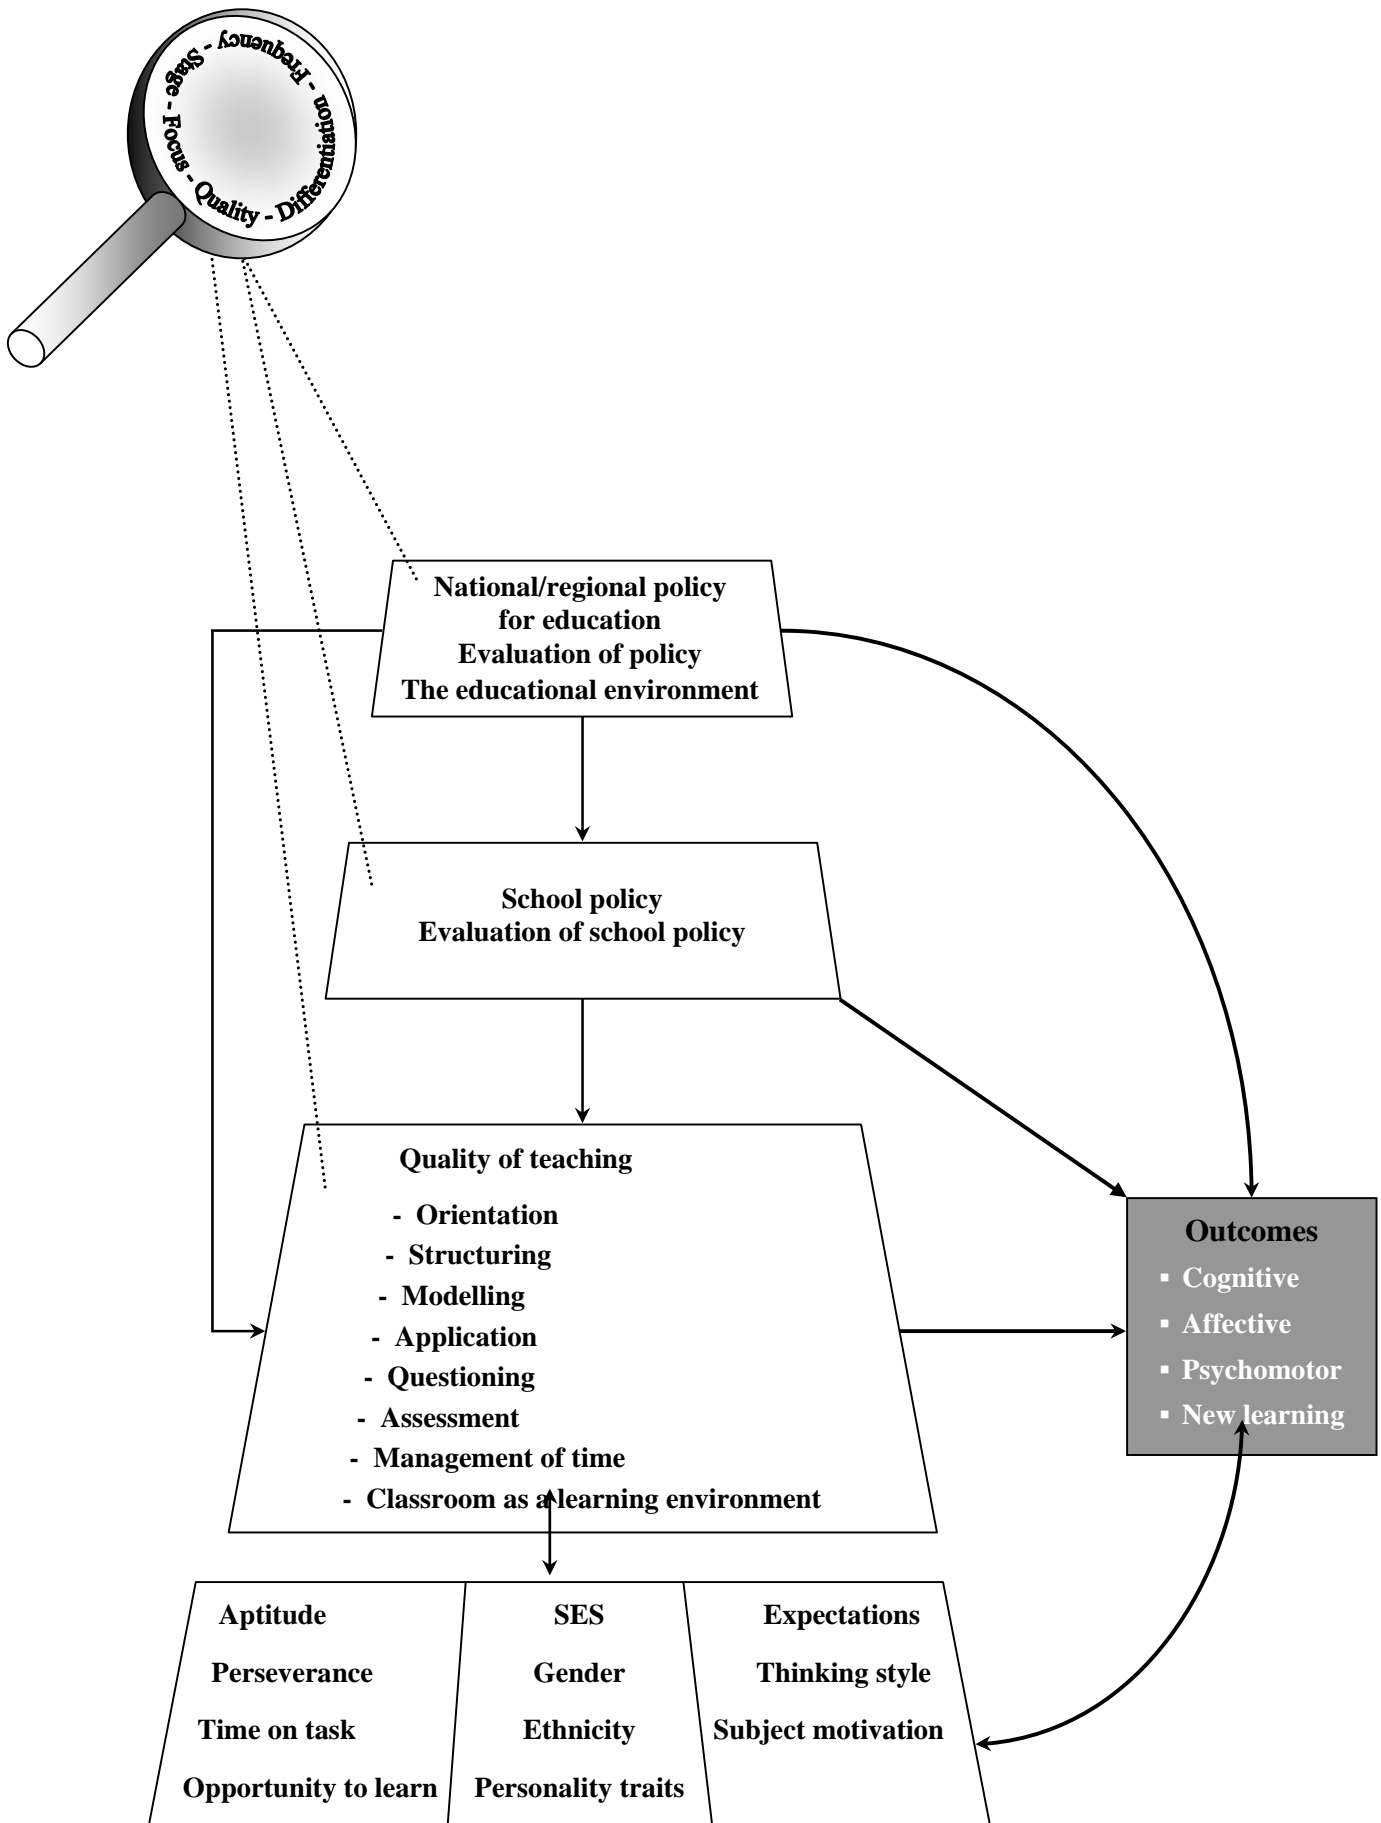 Frequency - Differentiation - Quality - Focus - Stage -
National/regional policy
for education
Evaluation of policy
The educational environment
School policy
Evaluation of school policy
Quality of teaching
- Orientation
- Structuring
- Modelling
- Application
- Questioning
- Assessment
- Management of time
- Classroom as a learning environment
Outcomes
▪ Cognitive
▪ Affective
▪ Psychomotor
▪ New learning
Aptitude
Perseverance
Time on task
Opportunity to learn
SES
Gender
Ethnicity
Personality traits
Expectations
Thinking style
Subject motivation